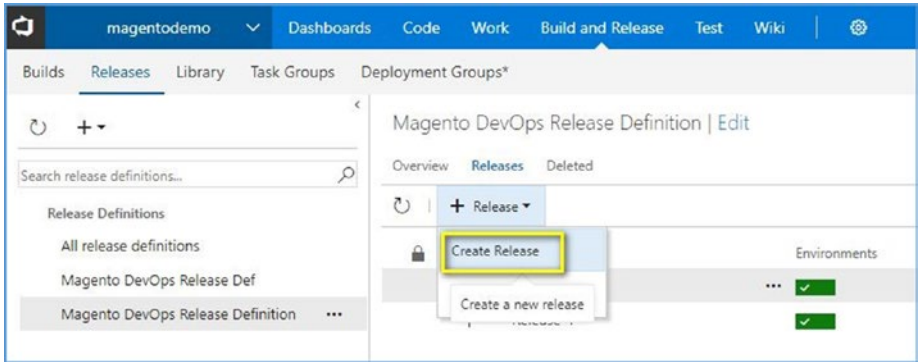 magentodemo Dashboards Code Work Build and Release Test Wiki
Builds Releases Library Task Groups Deployment Groups*
Magento DevOps Release Definition | Edit
Search release definitions...
Overview Releases Deleted
+ Release
Release Definitions
All release definitions
Create Release
Environments
Magento DevOps Release Def
Create a new release
Magento DevOps Release Definition ...